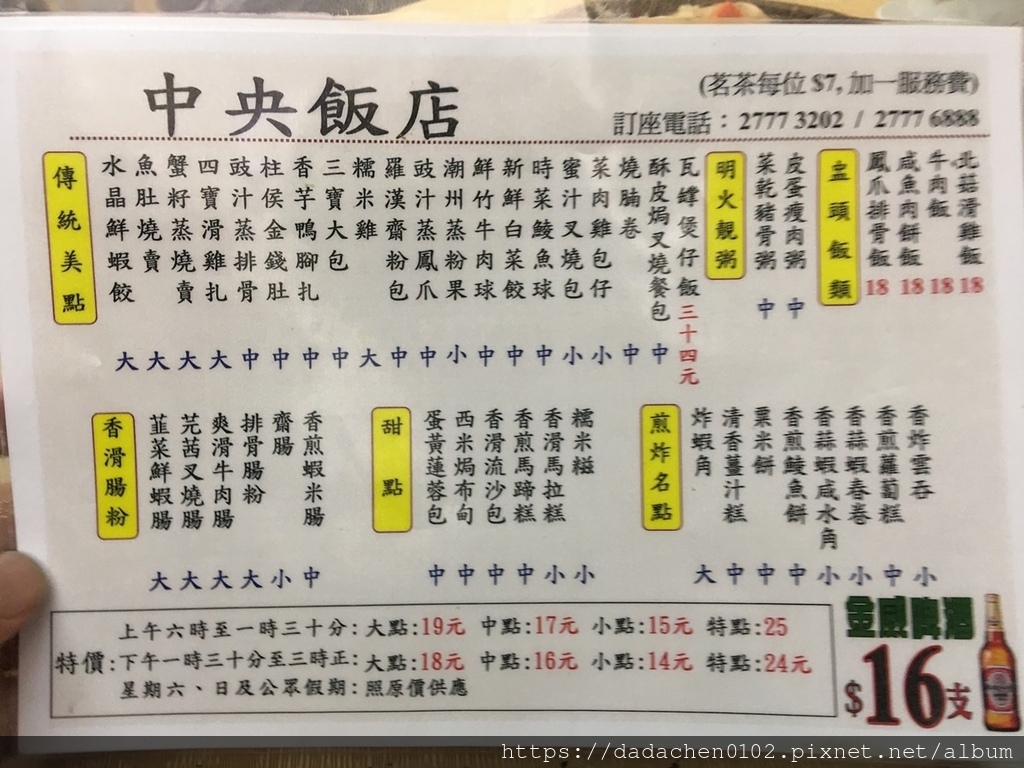 中央飯店
(茗茶每位 $7, 加一服務費)
訂座電話：2777 3202 / 2777 6888
傳統美點
水晶鮮蝦餃 大
魚肚燒賣 大
蟹籽蒸燒賣 大
四寶滑雞扎 大
豉汁蒸排骨 中
柱侯金錢肚 中
香芋鴨腳扎 中
三寶大包 中
糯米雞 大
羅漢齋粉包 中
豉汁蒸鳳爪 中
潮州蒸粉果 小
鮮竹牛肉球 中
新鮮白菜餃 中
時菜鯪魚球 中
蜜汁叉燒包 小
菜肉雞包仔 小
燒腩卷 中
酥皮焗叉燒餐包 中
瓦罉煲仔飯 三十四元
明火靚粥
菜乾豬骨粥 中
皮蛋瘦肉粥 中
盅頭飯類
鳳爪排骨飯 18
咸魚肉餅飯 18
牛肉飯 18
北菇滑雞飯 18
香滑腸粉
韮菜鮮蝦腸 大
芫茜叉燒腸 大
爽滑牛肉腸 大
排骨腸粉 大
齋腸 小
香煎蝦米腸 中
甜點
蛋黃蓮蓉包 中
西米焗布甸 中
香滑流沙包 中
香煎馬蹄糕 中
香滑馬拉糕 小
糯米糍 小
煎炸名點
炸蝦角 大
清香薑汁糕 中
粟米餅 中
香煎鯪魚餅 中
香蒜蝦咸水角 小
香蒜蝦春卷 小
香煎蘿蔔糕 中
香炸雲吞 小
特價:
上午六時至一時三十分: 大點:19元 中點:17元 小點:15元 特點:25
下午一時三十分至三時正: 大點:18元 中點:16元 小點:14元 特點:24元
星期六、日及公眾假期: 照原價供應
金威啤酒
$16支
https://dadachen0102.pixnet.net/album